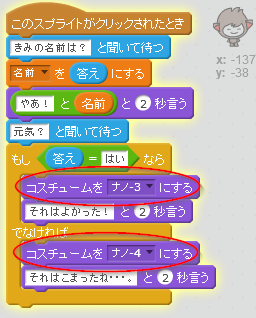 このスプライトがクリックされたとき
きみの名前は? と聞いて待つ
名前 を 答え にする
やあ! と 名前 と 2 秒言う
元気? と聞いて待つ
もし 答え = はい なら
コスチュームを ナノ-3 にする
それはよかった! と 2 秒言う
でなければ
コスチュームを ナノ-4 にする
それはこまったね・・・。 と 2 秒言う
x: -137
y: -38